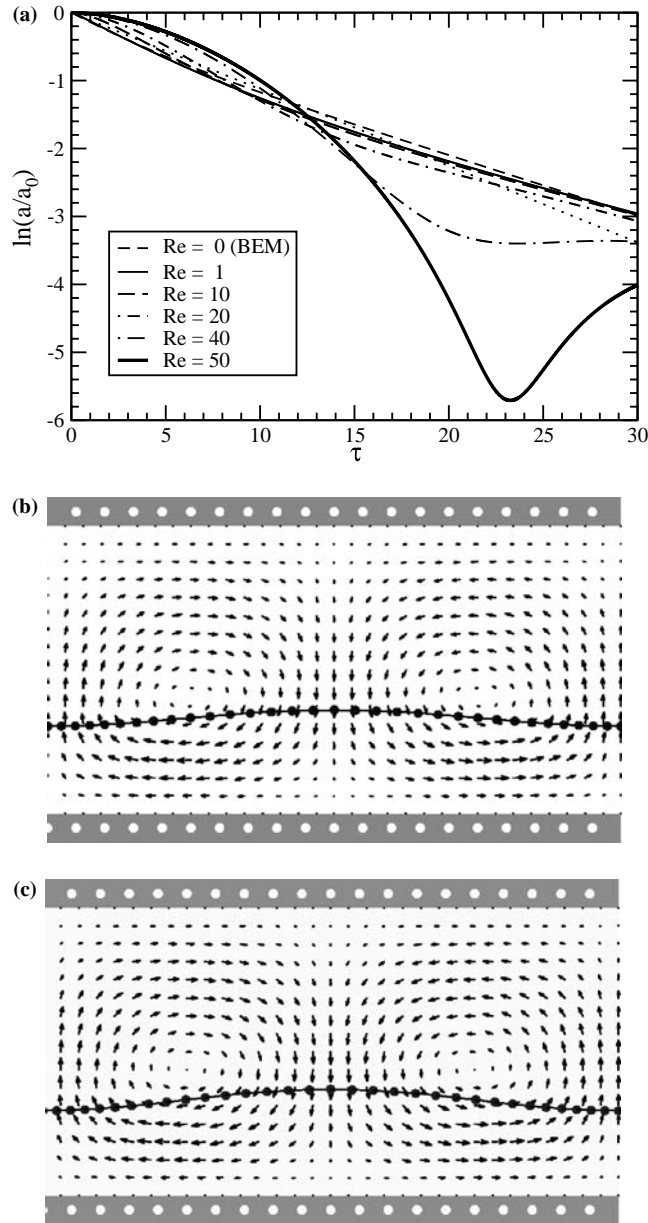 (a)
0
-1
-2
-3
-4
-5
-6
ln(a/a0)
Re = 0 (BEM)
Re = 1
Re = 10
Re = 20
Re = 40
Re = 50
0 5 10 15 20 25 30
τ
(b)
(c)